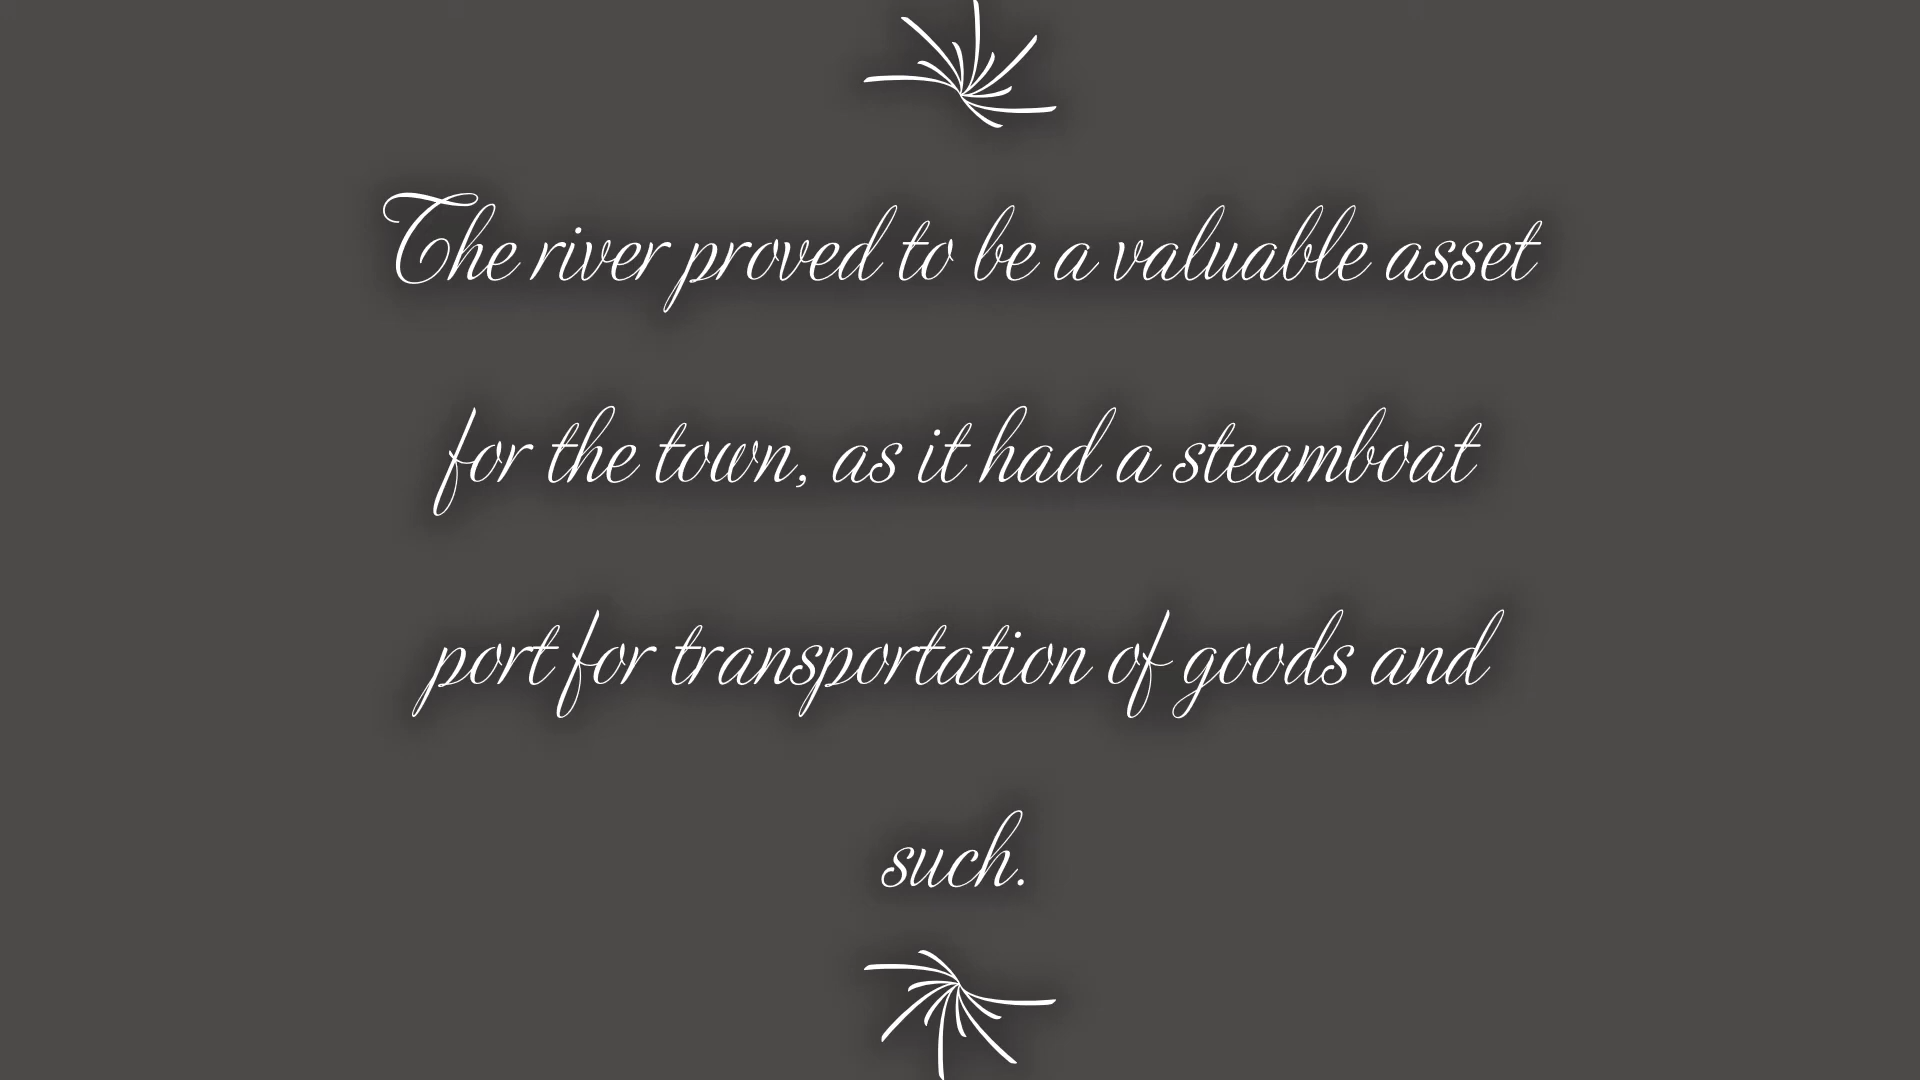 The river proved to be a valuable asset
for the town, as it had a steamboat
port for transportation of goods and
such.